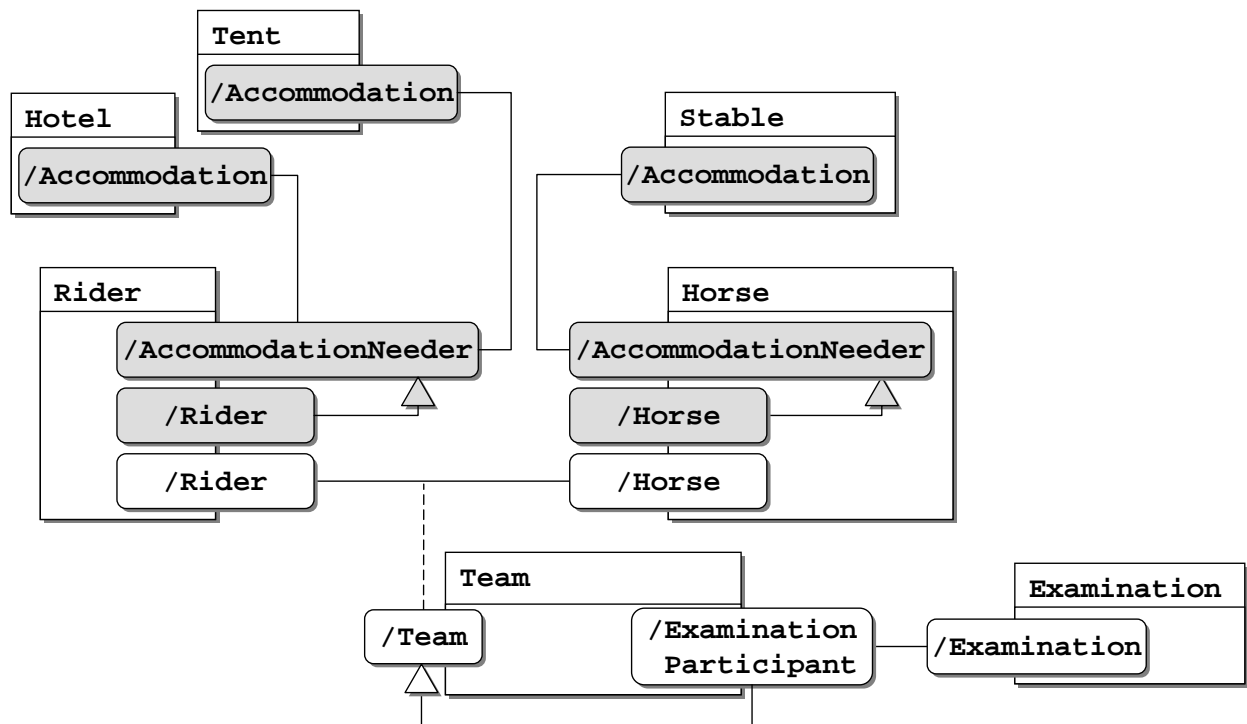 Tent
/Accommodation
Hotel
/Accommodation
Stable
/Accommodation
Rider
/AccommodationNeeder
/Rider
/Rider
Horse
/AccommodationNeeder
/Horse
/Horse
Team
/Team
/Examination
Participant
Examination
/Examination